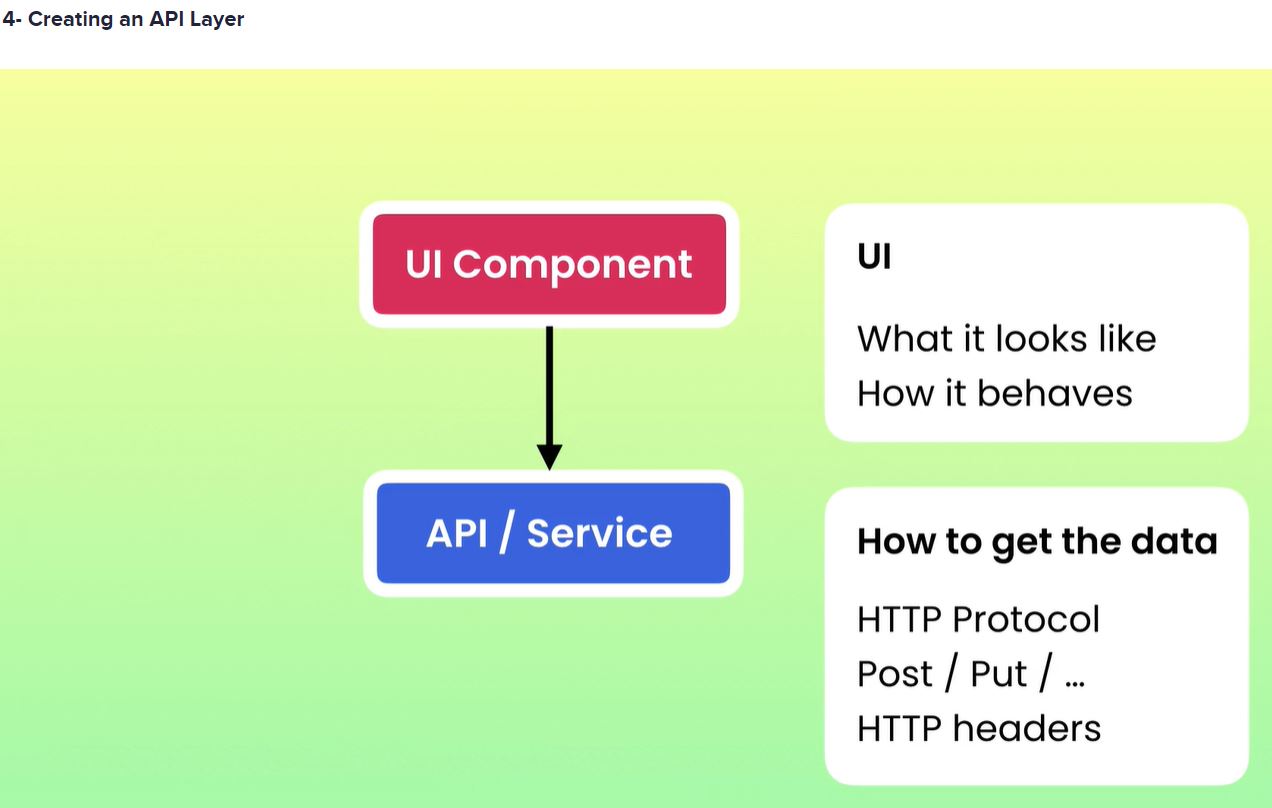 4- Creating an API Layer
UI Component
API / Service
UI
What it looks like
How it behaves
How to get the data
HTTP Protocol
Post / Put / ...
HTTP headers